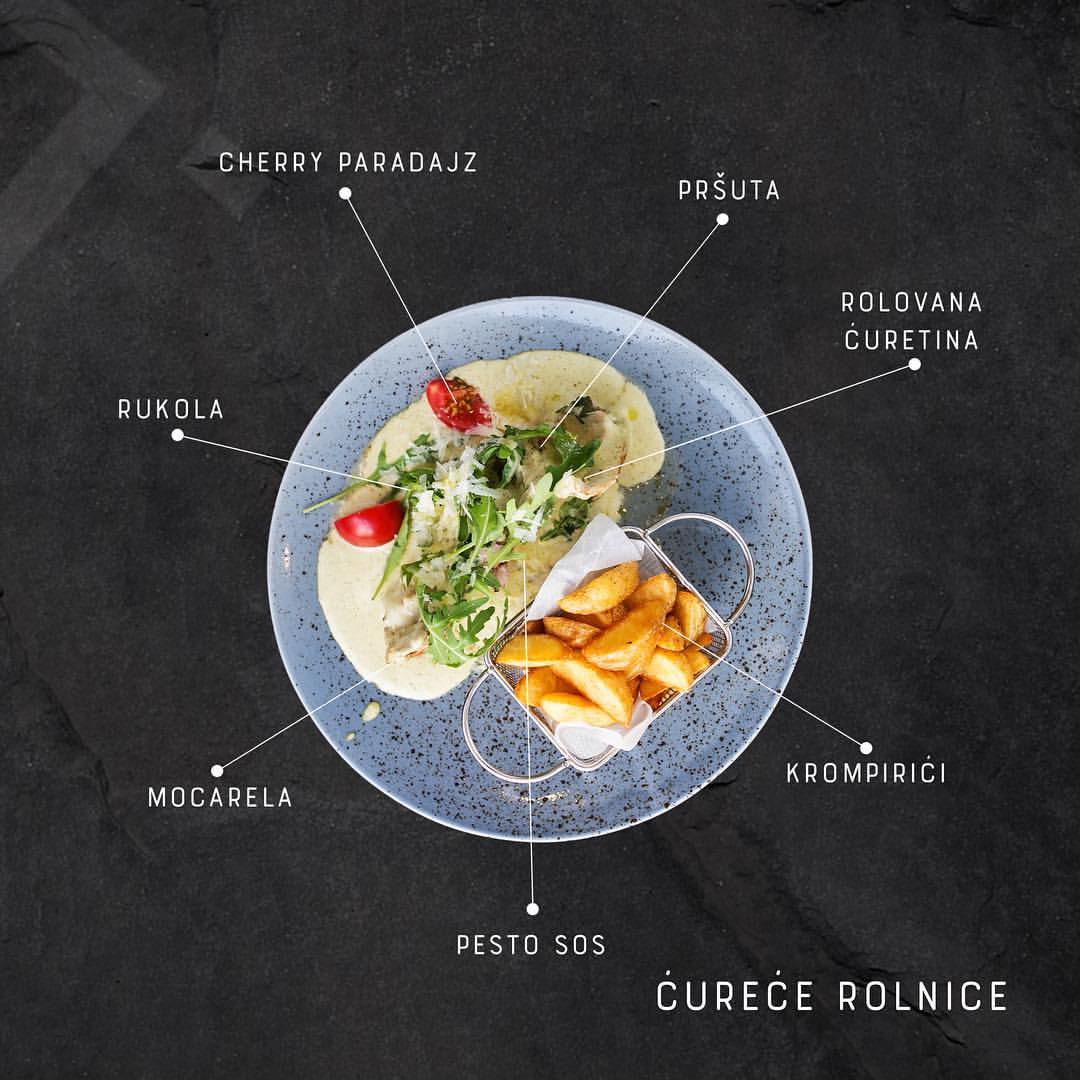 CHERRY PARADAJZ
PRŠUTA
ROLOVANA
ĆURETINA
RUKOLA
MOCARELA
KROMPIRIĆI
PESTO SOS
ĆUREĆE ROLNICE